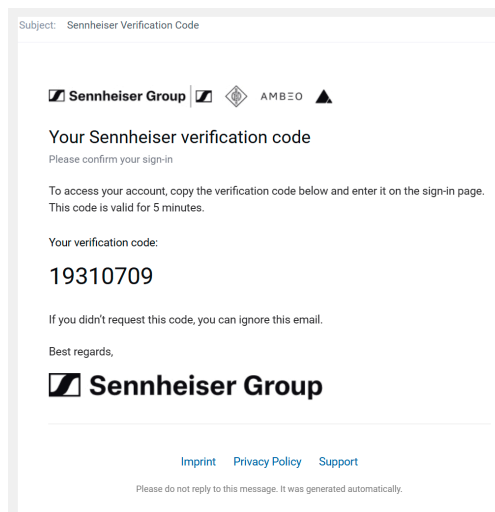 Subject: Sennheiser Verification Code
Sennheiser Group AMBEO
Your Sennheiser verification code
Please confirm your sign-in
To access your account, copy the verification code below and enter it on the sign-in page.
This code is valid for 5 minutes.
Your verification code:
19310709
If you didn't request this code, you can ignore this email.
Best regards,
Sennheiser Group
Imprint Privacy Policy Support
Please do not reply to this message. It was generated automatically.